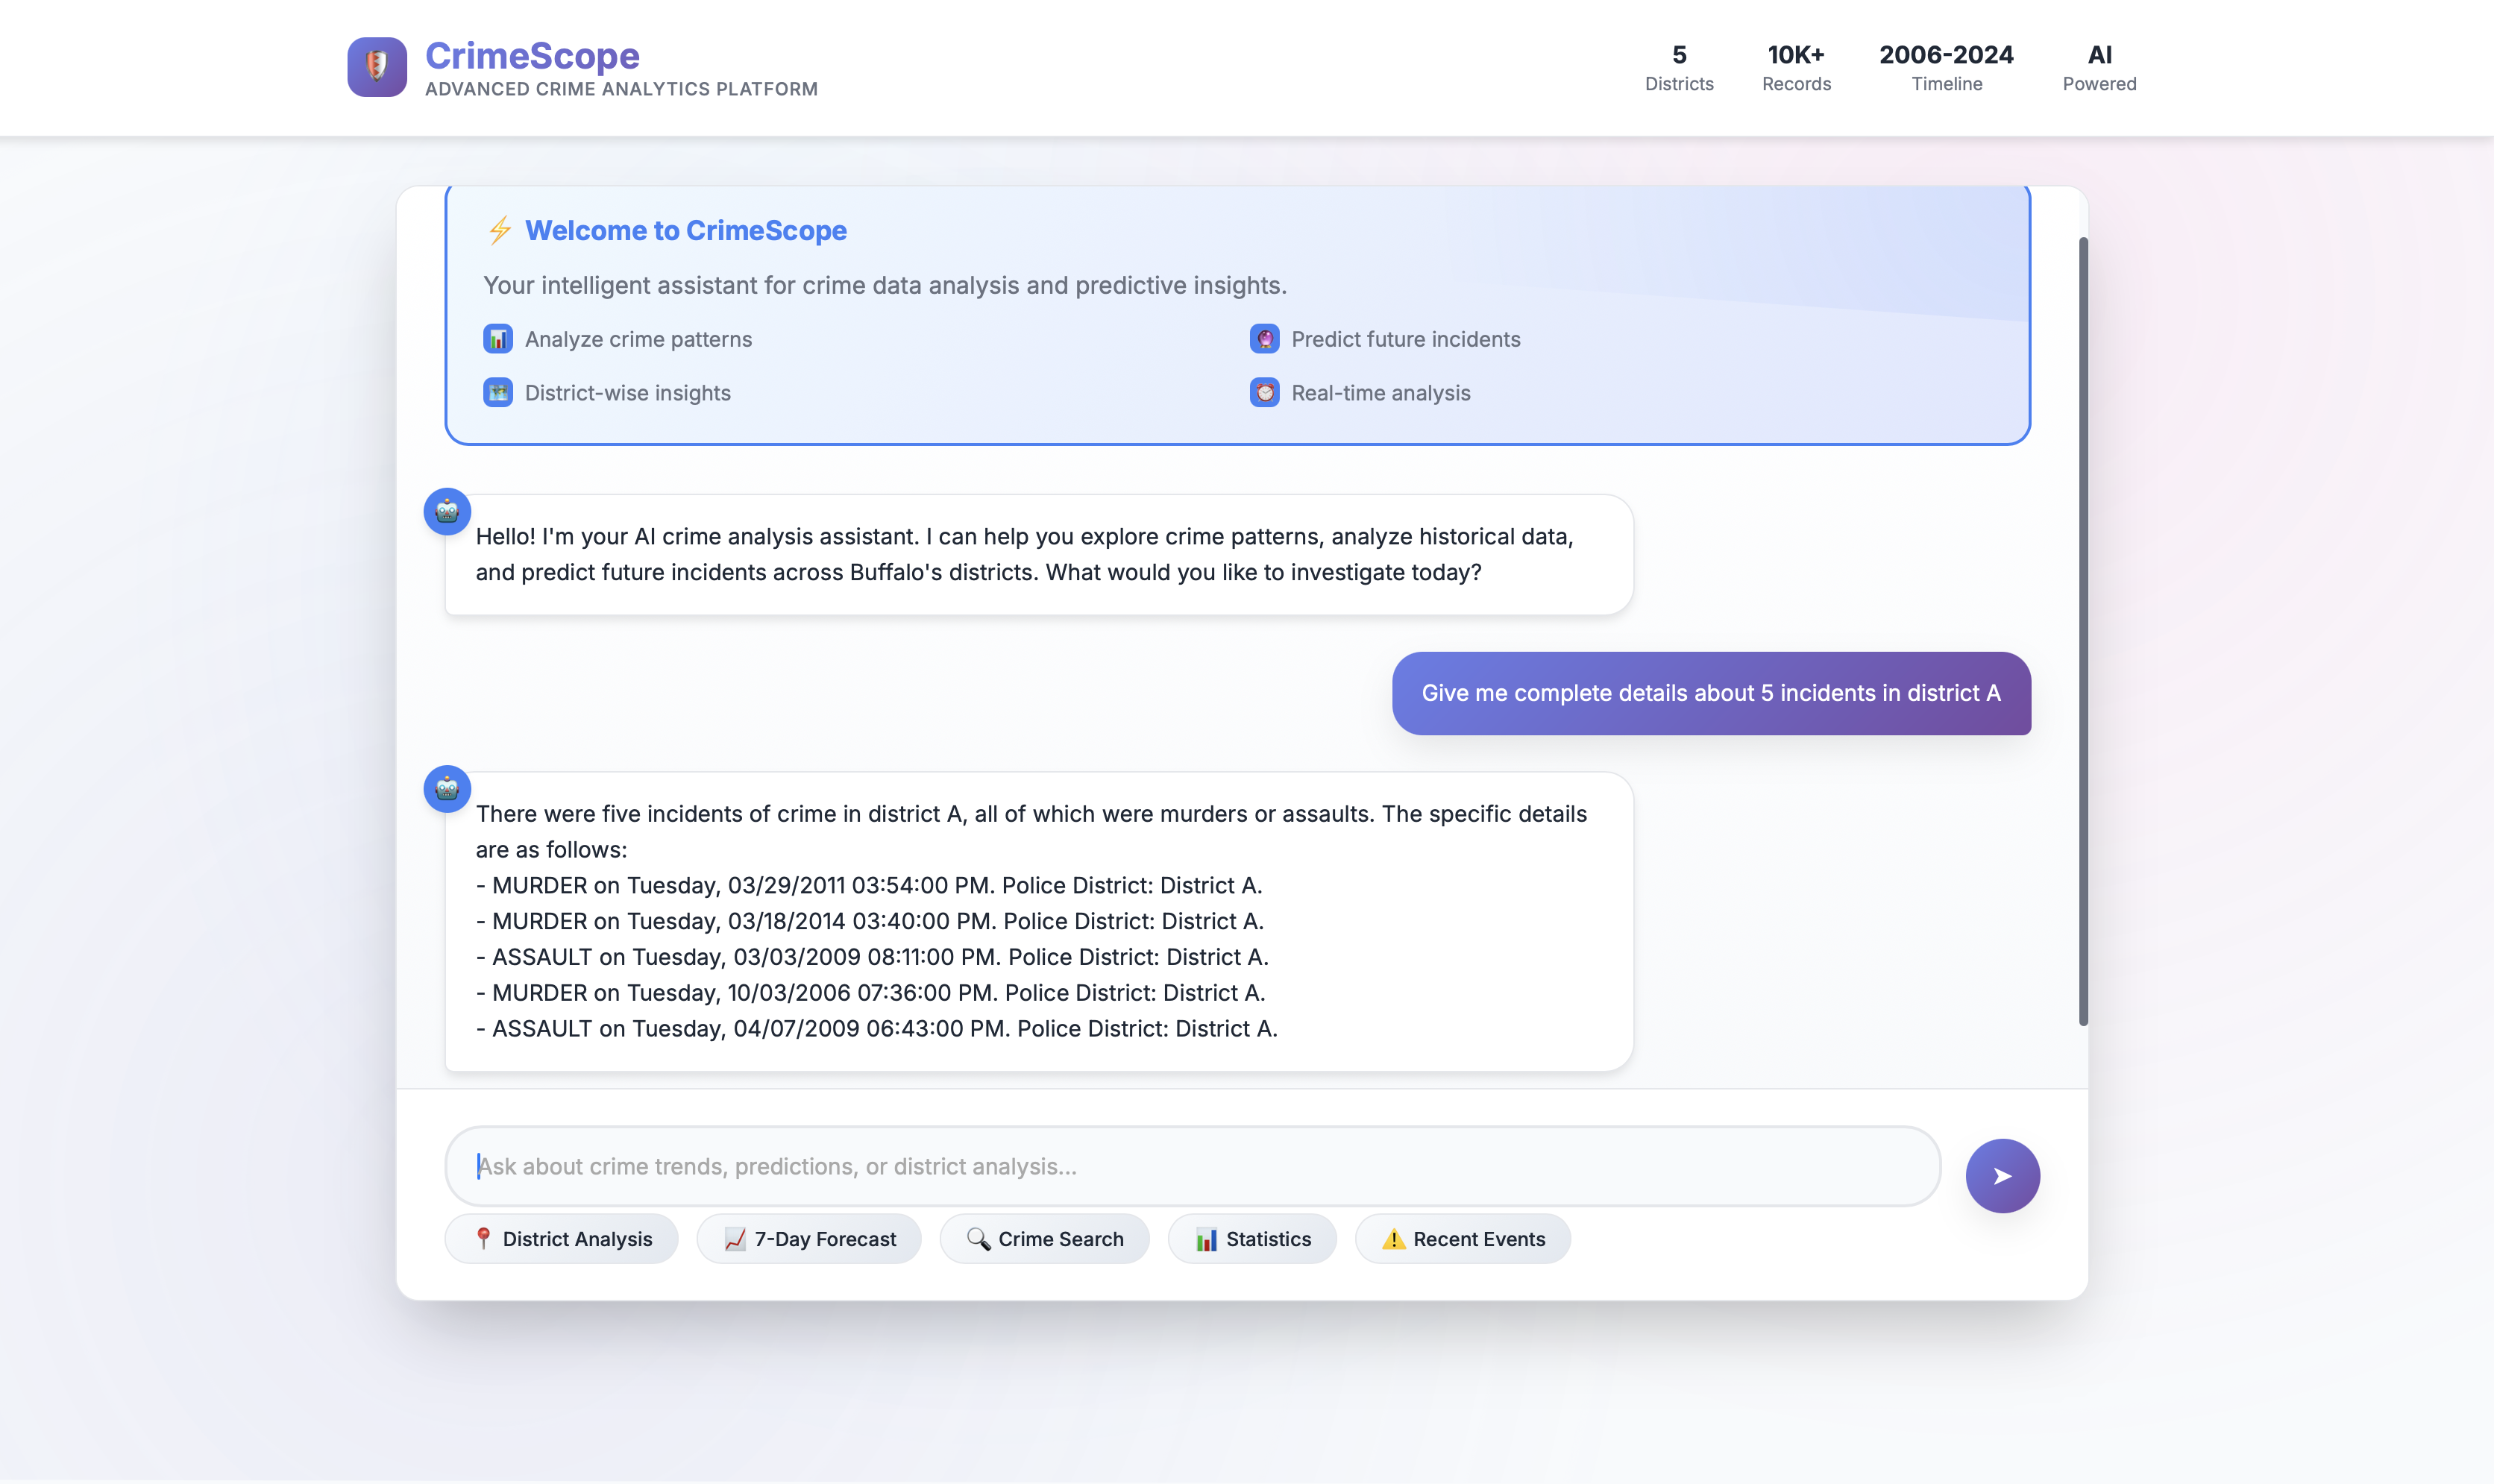 CrimeScope
ADVANCED CRIME ANALYTICS PLATFORM
5
Districts
10K+
Records
2006-2024
Timeline
AI
Powered
Welcome to CrimeScope
Your intelligent assistant for crime data analysis and predictive insights.
Analyze crime patterns
Predict future incidents
District-wise insights
Real-time analysis
Hello! I'm your AI crime analysis assistant. I can help you explore crime patterns, analyze historical data,
and predict future incidents across Buffalo's districts. What would you like to investigate today?
Give me complete details about 5 incidents in district A
There were five incidents of crime in district A, all of which were murders or assaults. The specific details
are as follows:
- MURDER on Tuesday, 03/29/2011 03:54:00 PM. Police District: District A.
- MURDER on Tuesday, 03/18/2014 03:40:00 PM. Police District: District A.
- ASSAULT on Tuesday, 03/03/2009 08:11:00 PM. Police District: District A.
- MURDER on Tuesday, 10/03/2006 07:36:00 PM. Police District: District A.
- ASSAULT on Tuesday, 04/07/2009 06:43:00 PM. Police District: District A.
Ask about crime trends, predictions, or district analysis...
District Analysis
7-Day Forecast
Crime Search
Statistics
Recent Events